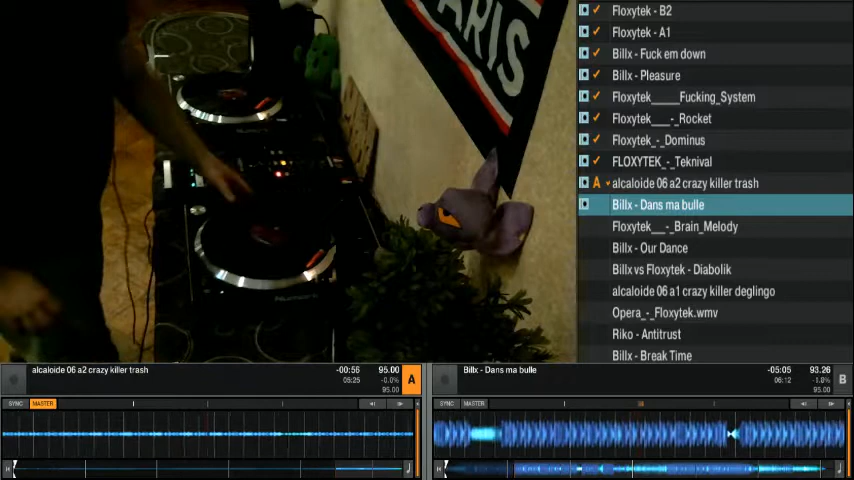 PARIS
Floxytek - B2
Floxytek - A1
Billx - Fuck em down
Billx - Pleasure
Floxytek_____Fucking_System
Floxytek___-_Rocket
Floxytek_-_Dominus
FLOXYTEK_-_Teknival
A alcaloide 06 a2 crazy killer trash
Billx - Dans ma bulle
Floxytek__-_Brain_Melody
Billx - Our Dance
Billx vs Floxytek - Diabolik
alcaloide 06 a1 crazy killer deglingo
Opera_-_Floxytek.wmv
Riko - Antitrust
Billx - Break Time
alcaloide 06 a2 crazy killer trash
-00:56
95.00
05:25
-0.0%
95.00
A
SYNC
MASTER
Billx - Dans ma bulle
-05:05
93.26
06:12
-1.8%
95.00
B
SYNC
MASTER